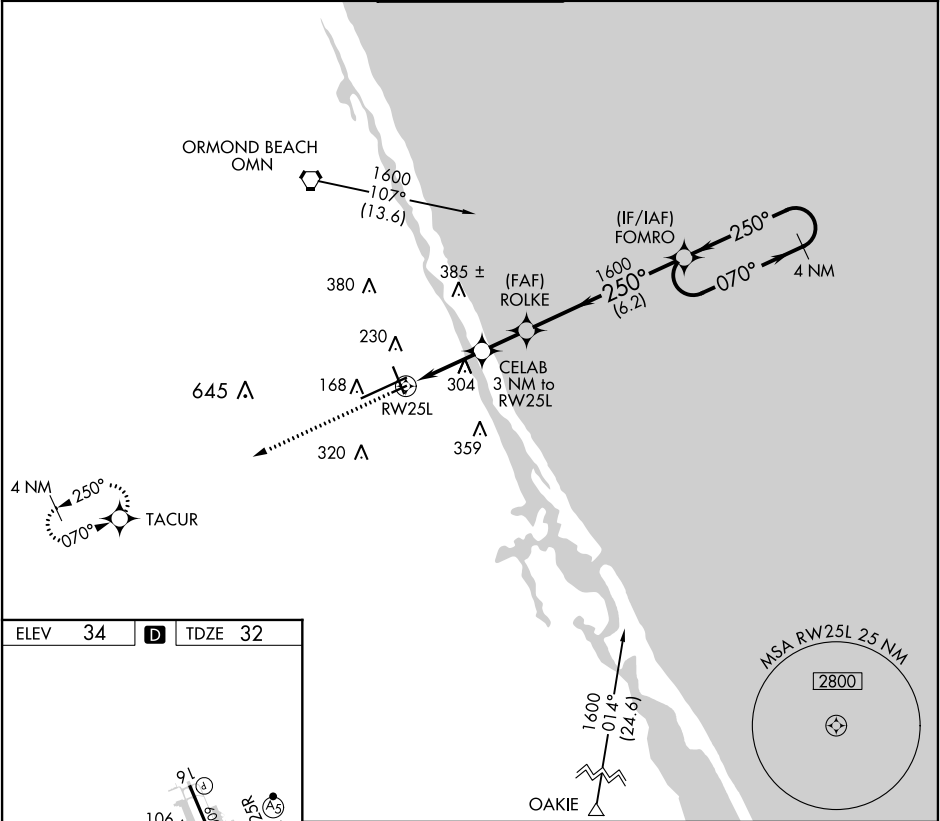 ORMOND BEACH
OMN
1600
107°
(13.6)
(IF/IAF)
FOMRO
250°
070°
4 NM
1600
250°
(6.2)
(FAF)
ROLKE
385 ±
380
230
CELAB
3 NM to
RW25L
304
168
RW25L
645
359
320
4 NM
250°
070°
TACUR
ELEV 34 D TDZE 32
MSA RW25L 25 NM
2800
1600
014°
(24.6)
OAKIE
16
P
609
106
25R
A5